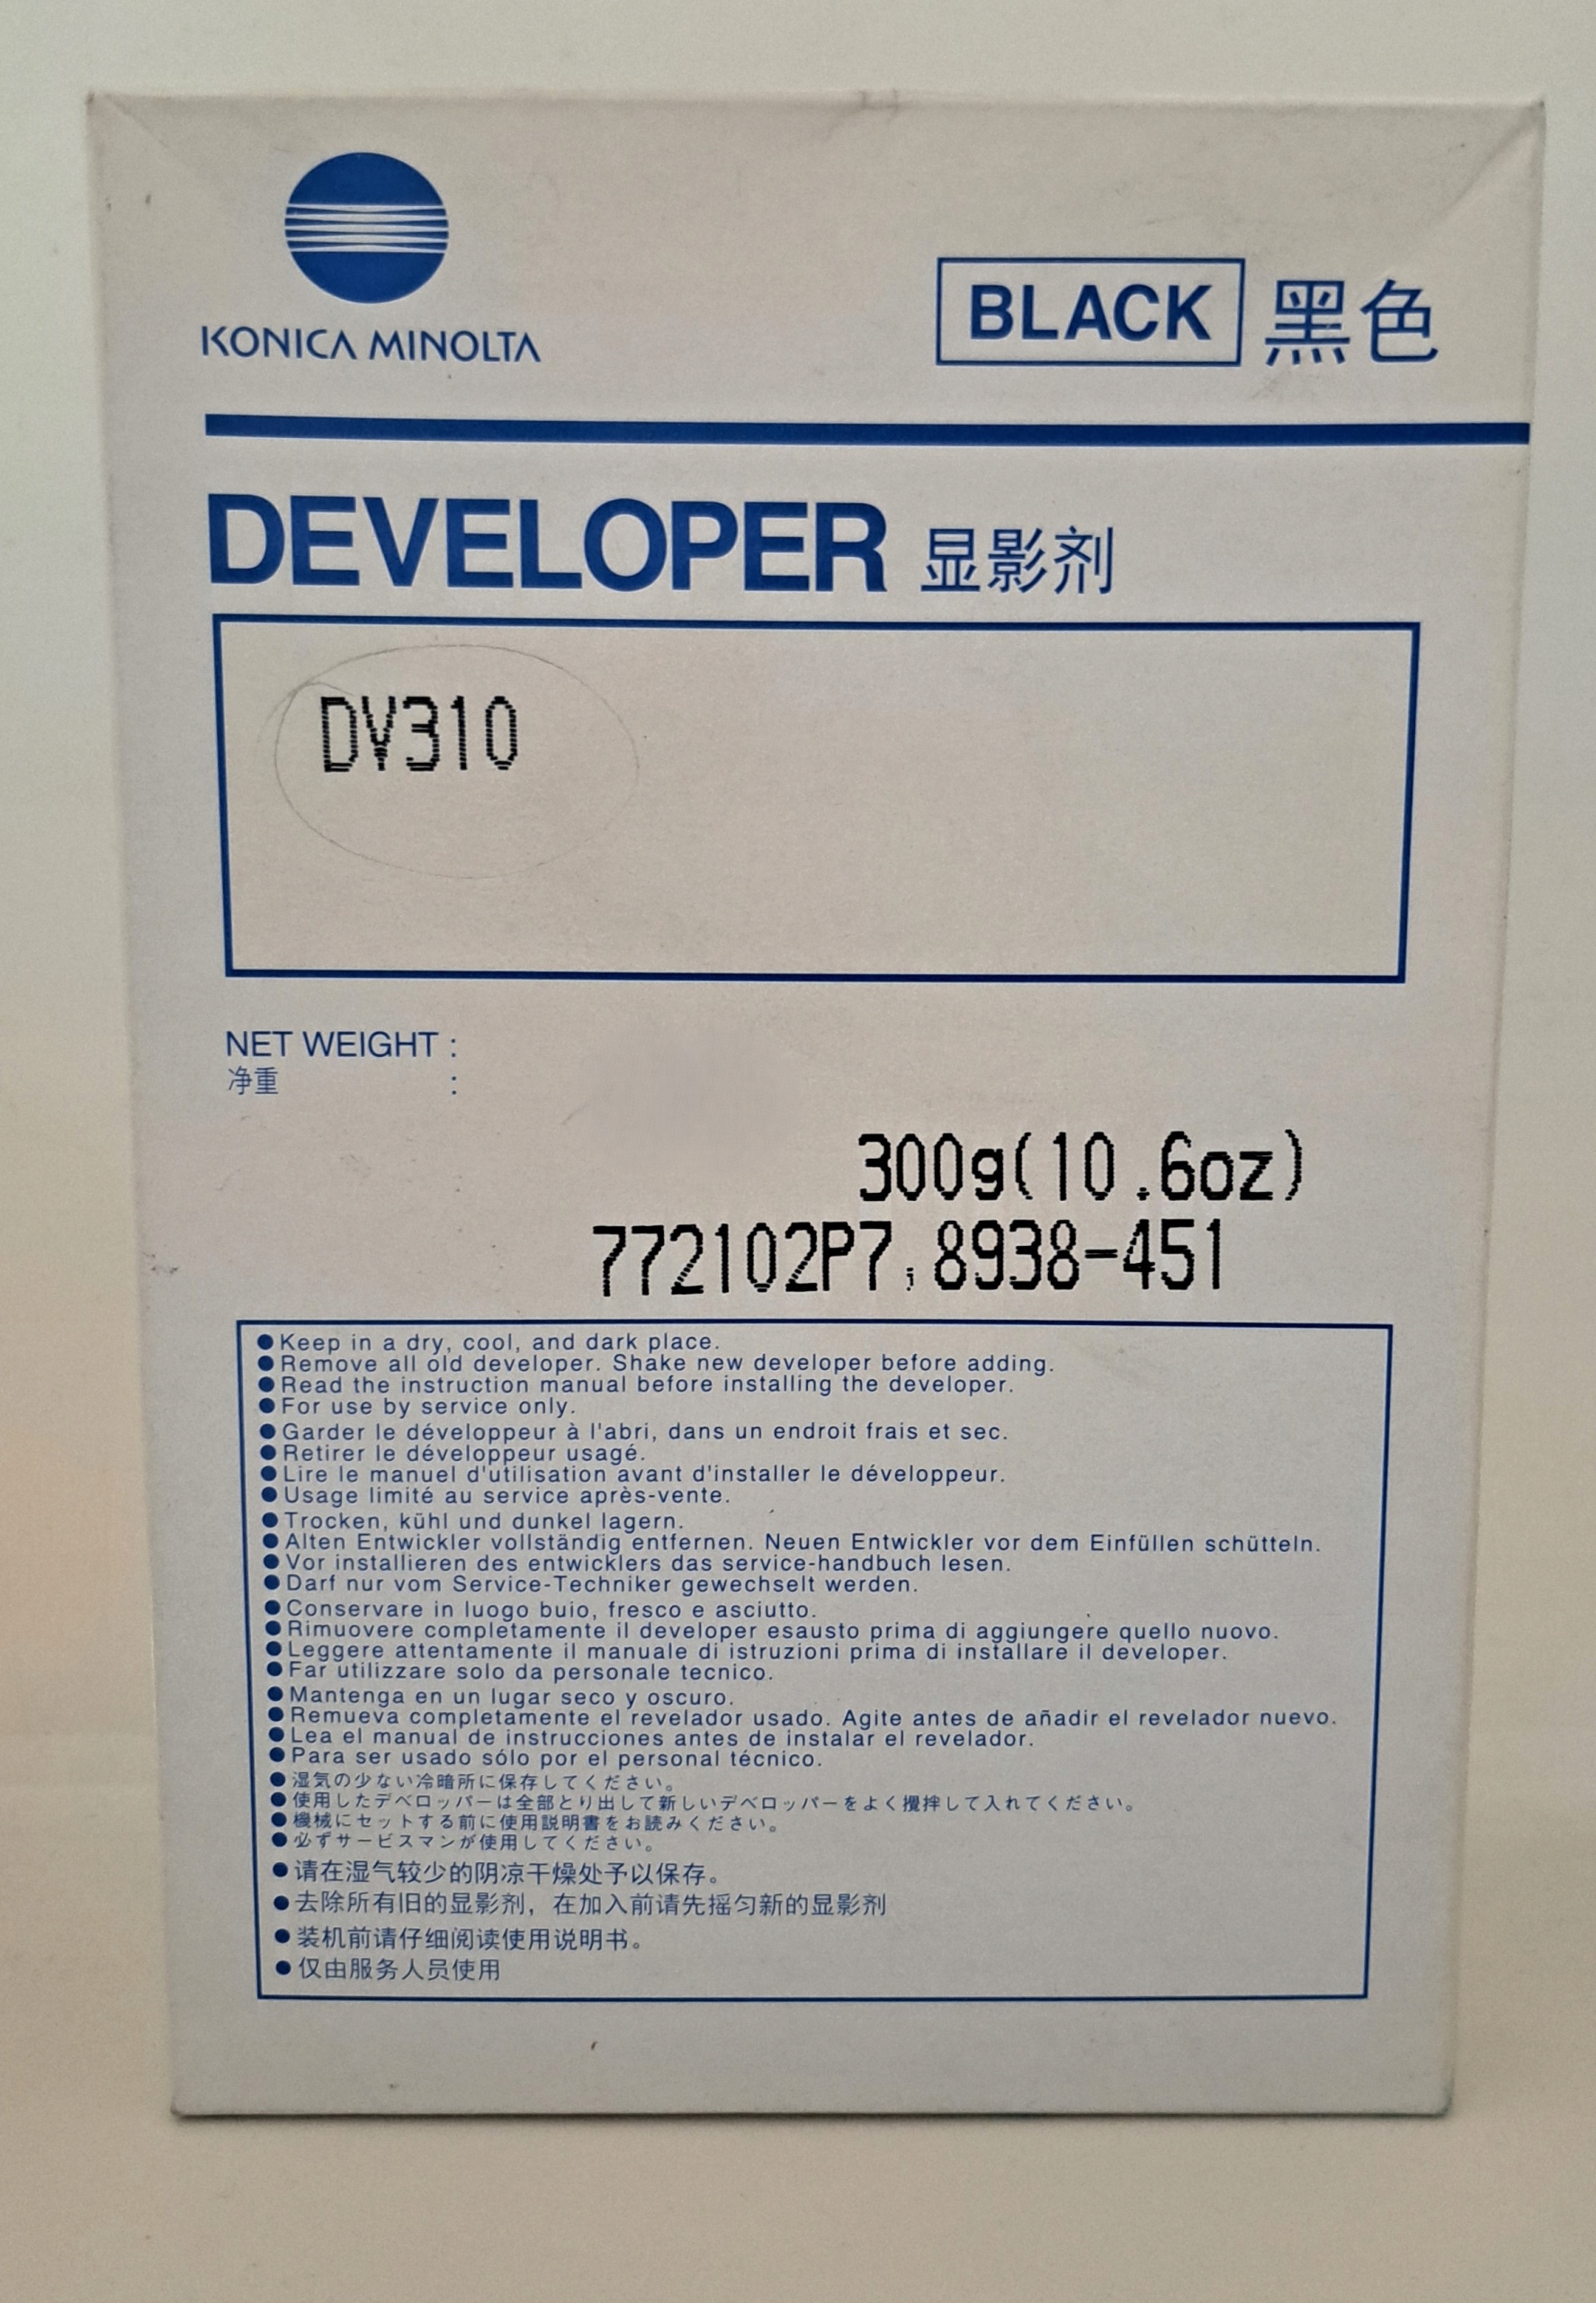 KONICA MINOLTA
BLACK 黑色
DEVELOPER 显影剂
DV310
NET WEIGHT :
净重 :
300g(10.6oz)
772102P7,8938-451
●Keep in a dry, cool, and dark place.
●Remove all old developer. Shake new developer before adding.
●Read the instruction manual before installing the developer.
●For use by service only.
●Garder le développeur à l'abri, dans un endroit frais et sec.
●Retirer le développeur usagé.
●Lire le manuel d'utilisation avant d'installer le développeur.
●Usage limité au service après-vente.
●Trocken, kühl und dunkel lagern.
●Alten Entwickler vollständig entfernen. Neuen Entwickler vor dem Einfüllen schütteln.
●Vor installieren des entwicklers das service-handbuch lesen.
●Darf nur vom Service-Techniker gewechselt werden.
●Conservare in luogo buio, fresco e asciutto.
●Rimuovere completamente il developer esausto prima di aggiungere quello nuovo.
●Leggere attentamente il manuale di istruzioni prima di installare il developer.
●Far utilizzare solo da personale tecnico.
●Mantenga en un lugar seco y oscuro.
●Remueva completamente el revelador usado. Agite antes de añadir el revelador nuevo.
●Lea el manual de instrucciones antes de instalar el revelador.
●Para ser usado sólo por el personal técnico.
●湿気の少ない冷暗所に保存してください。
●使用したデベロッパーは全部とり出して新しいデベロッパーをよく攪拌して入れてください。
●機械にセットする前に使用説明書をお読みください。
●必ずサービスマンが使用してください。
●请在湿气较少的阴凉干燥处予以保存。
●去除所有旧的显影剂，在加入前请先摇匀新的显影剂
●装机前请仔细阅读使用说明书。
●仅由服务人员使用